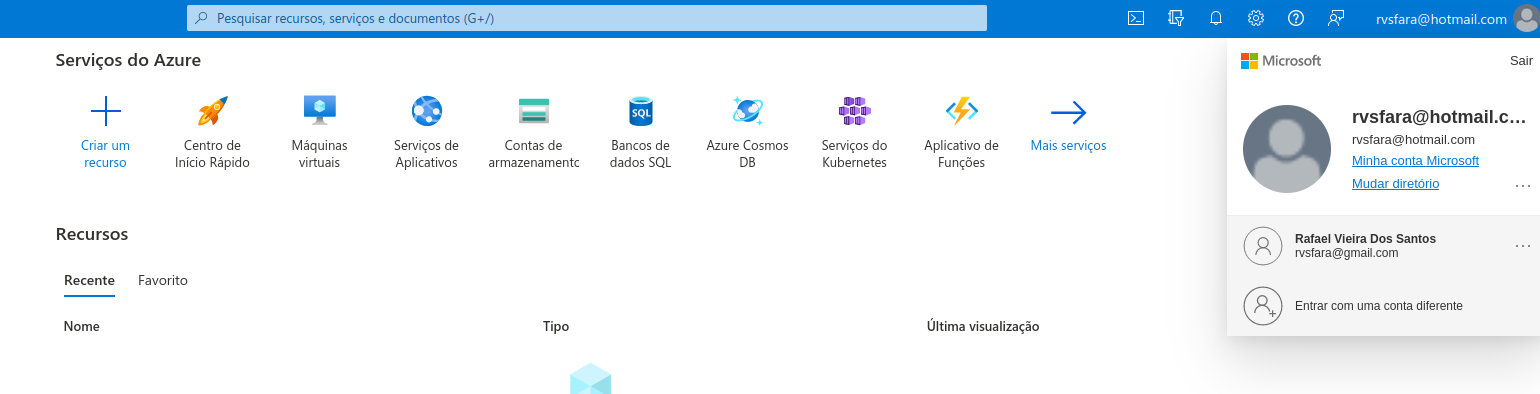 Pesquisar recursos, serviços e documentos (G+/)
rvsfara@hotmail.com
Microsoft
Sair
rvsfara@hotmail.c...
rvsfara@hotmail.com
Minha conta Microsoft
Mudar diretório
Rafael Vieira Dos Santos
rvsfara@gmail.com
Entrar com uma conta diferente
Serviços do Azure
Criar um
recurso
Centro de
Início Rápido
Máquinas
virtuais
Serviços de
Aplicativos
Contas de
armazenamento
SQL
Bancos de
dados SQL
Azure Cosmos
DB
Serviços do
Kubernetes
Aplicativo de
Funções
Mais serviços
Recursos
Recente
Favorito
Nome
Tipo
Última visualização